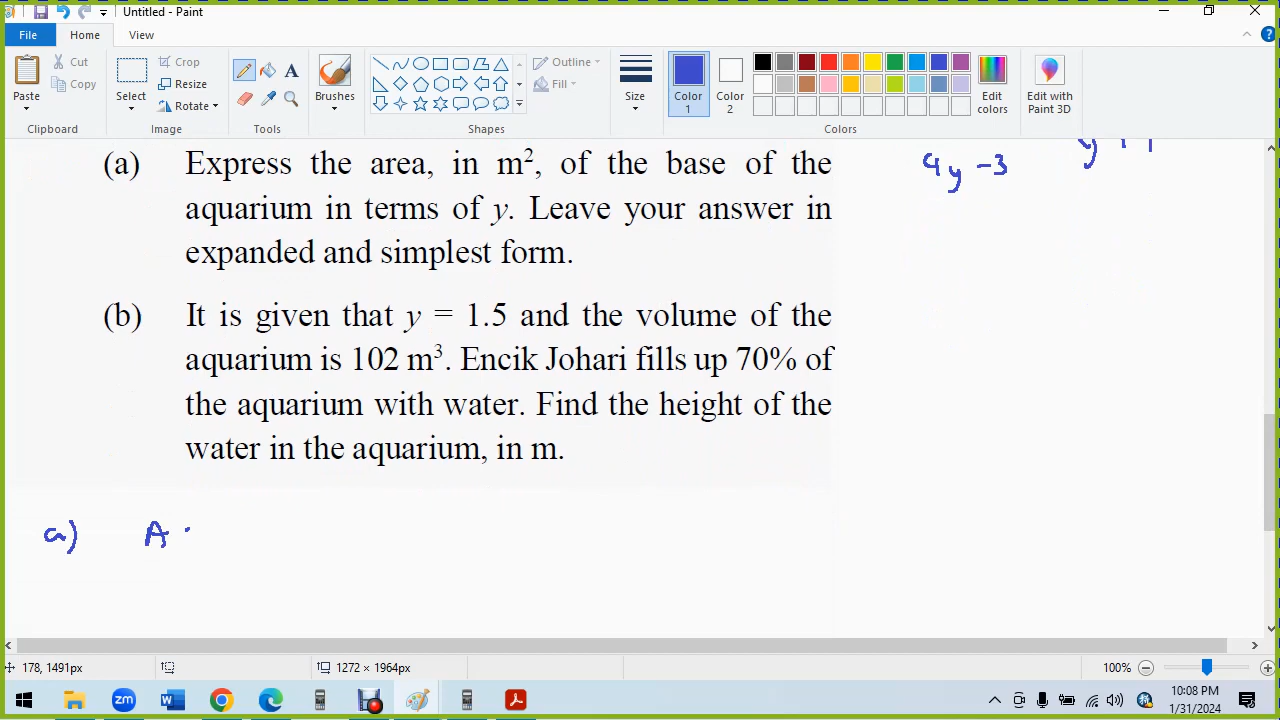 Untitled - Paint
File Home View
Paste Cut Copy Clipboard
Select Crop Resize Rotate Image
Tools
Brushes
Outline Fill Shapes
Size
Color 1 Color 2 Edit colors Colors
Edit with Paint 3D
(a) Express the area, in m², of the base of the
aquarium in terms of y. Leave your answer in
expanded and simplest form.
(b) It is given that y = 1.5 and the volume of the
aquarium is 102 m³. Encik Johari fills up 70% of
the aquarium with water. Find the height of the
water in the aquarium, in m.
y - 3
a) A
178, 1491px 1272 × 1964px 100%
10:08 PM
1/31/2024